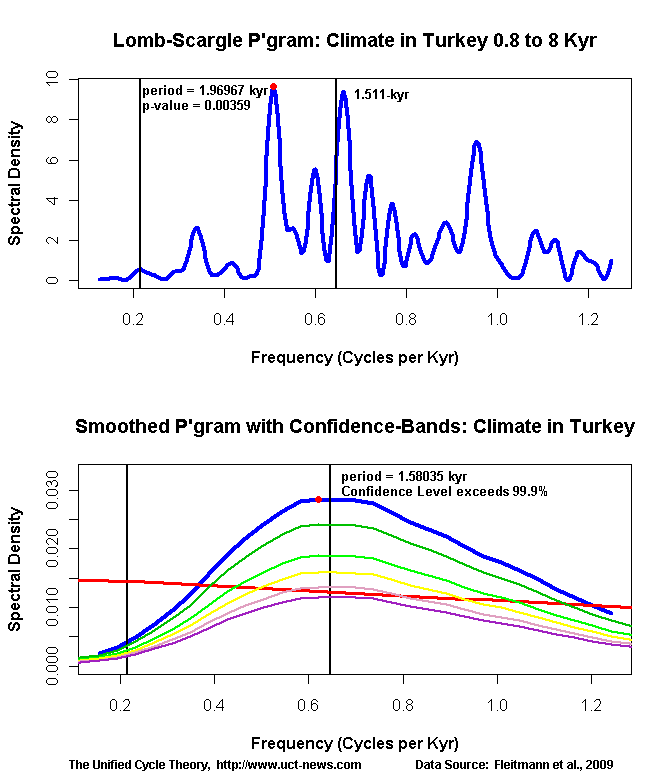 Lomb-Scargle P'gram: Climate in Turkey 0.8 to 8 Kyr
period = 1.96967 kyr
p-value = 0.00359
1.511-kyr
Spectral Density
10
8
6
4
2
0
0.2 0.4 0.6 0.8 1.0 1.2
Frequency (Cycles per Kyr)
Smoothed P'gram with Confidence-Bands: Climate in Turkey
period = 1.58035 kyr
Confidence Level exceeds 99.9%
Spectral Density
0.030
0.020
0.010
0.000
0.2 0.4 0.6 0.8 1.0 1.2
Frequency (Cycles per Kyr)
The Unified Cycle Theory, http://www.uct-news.com Data Source: Fleitmann et al., 2009